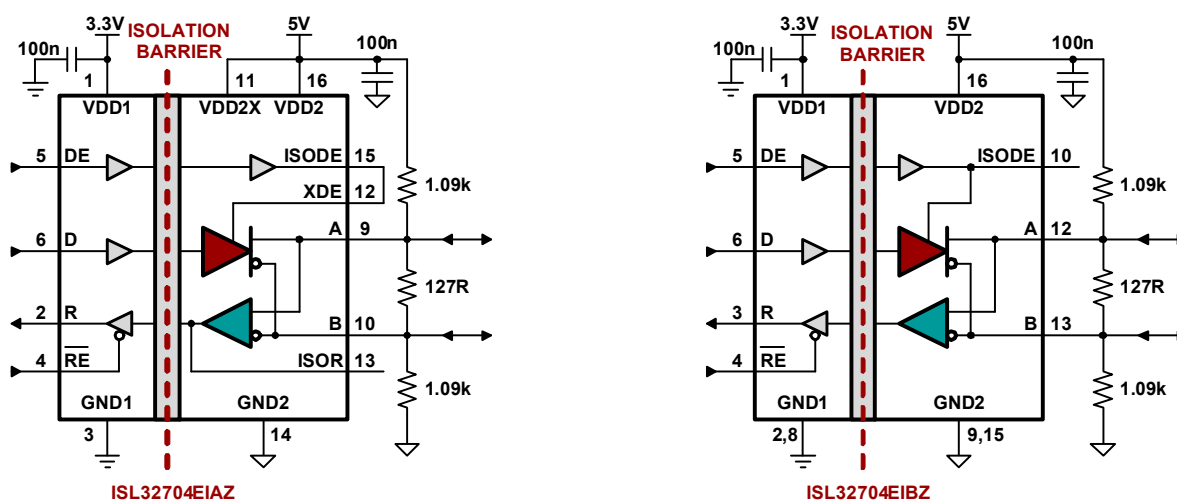 3.3V
ISOLATION
BARRIER
5V
100n
100n
1
11
16
VDD1
VDD2X
VDD2
5
DE
ISODE
15
XDE
12
1.09k
6
D
A
9
127R
2
R
B
10
4
RE
ISOR
13
1.09k
GND1
GND2
3
14
ISL32704EIAZ
3.3V
ISOLATION
BARRIER
5V
100n
100n
1
16
VDD1
VDD2
5
DE
ISODE
10
1.09k
6
D
A
12
127R
3
R
B
13
4
RE
1.09k
GND1
GND2
2,8
9,15
ISL32704EIBZ